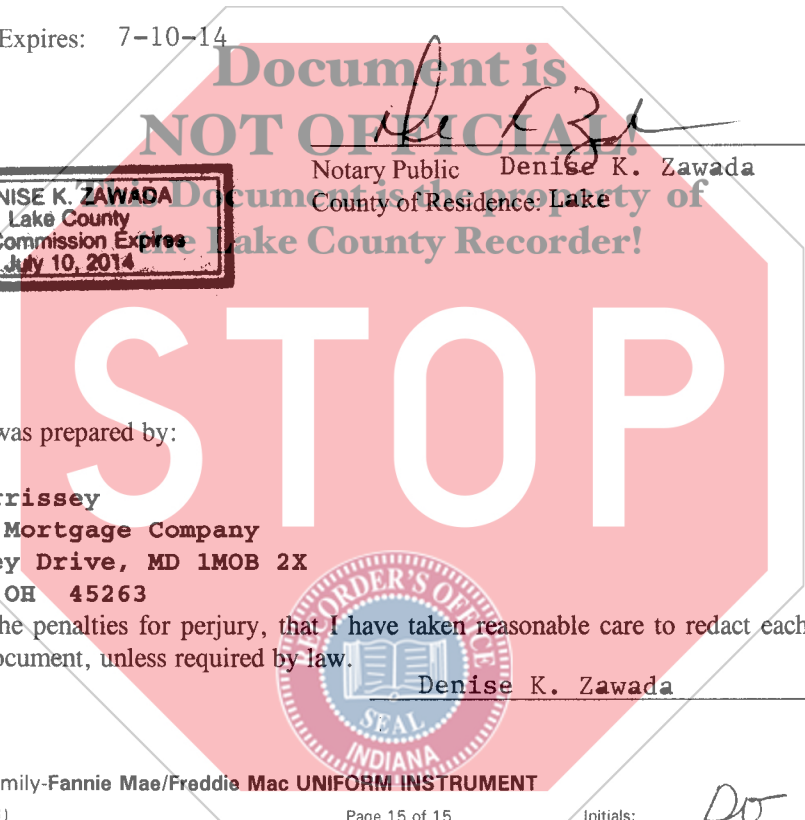 Expires: 7-10-14
Document is
NOT OFFICIAL!
Notary Public Denise K. Zawada
This Document is the property of
County of Residence: Lake
the Lake County Recorder!
NISE K. ZAWADA
Lake County
Commission Expires
July 10, 2014
STOP
was prepared by:
rrissey
Mortgage Company
ey Drive, MD 1MOB 2X
OH 45263
he penalties for perjury, that I have taken reasonable care to redact each
ocument, unless required by law.
Denise K. Zawada
RECORDER'S OFFICE
SEAL
INDIANA
mily-Fannie Mae/Freddie Mac UNIFORM INSTRUMENT
Page 15 of 15 Initials: